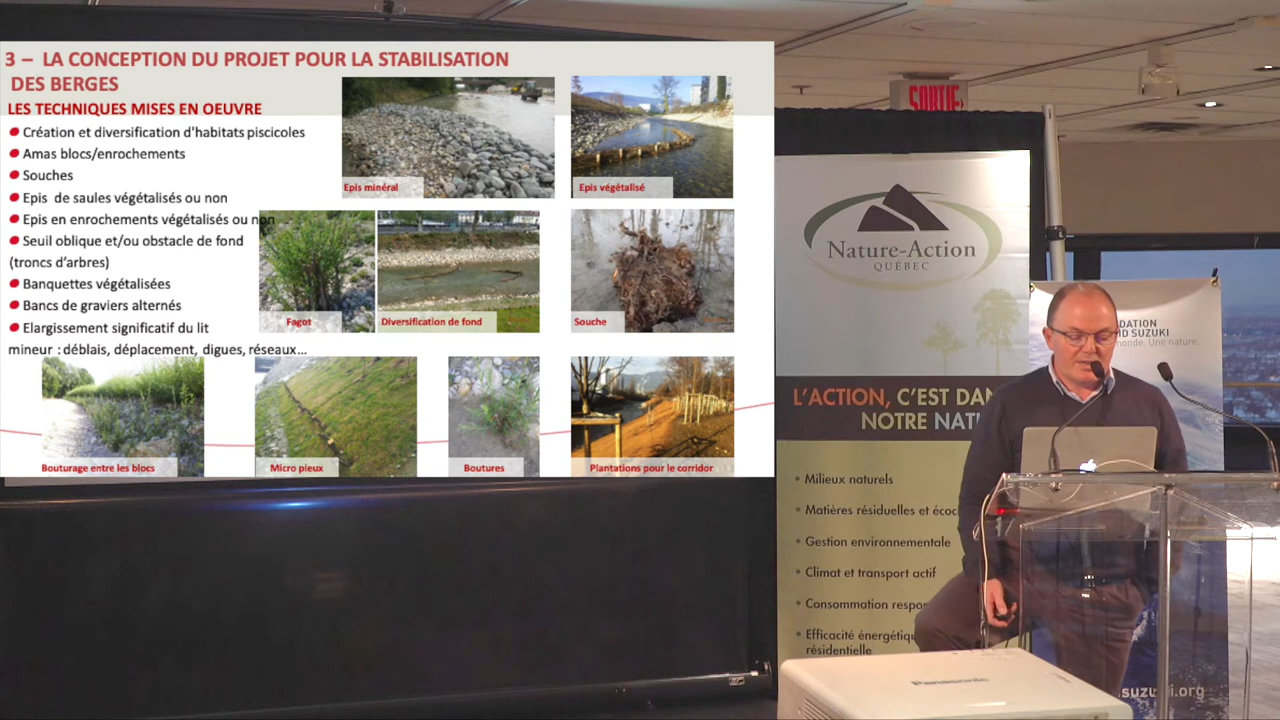 3 – LA CONCEPTION DU PROJET POUR LA STABILISATION
DES BERGES
LES TECHNIQUES MISES EN OEUVRE
Création et diversification d'habitats piscicoles
Amas blocs/enrochements
Souches
Epis de saules végétalisés ou non
Epis en enrochements végétalisés ou non
Seuil oblique et/ou obstacle de fond
(troncs d'arbres)
Banquettes végétalisées
Bancs de graviers alternés
Elargissement significatif du lit
mineur : déblais, déplacement, digues, réseaux...
Epis minéral
Epis végétalisé
Fagot
Diversification de fond
Souche
Bouturage entre les blocs
Micro pieux
Boutures
Plantations pour le corridor
SORTIE
Nature-Action
QUÉBEC
L'ACTION, C'EST DAN
NOTRE NAT
• Milieux naturels
• Matières résiduelles et écoc
• Gestion environnementale
• Climat et transport actif
• Consommation respo
• Efficacité énergétiqu
résidentielle
DATION
ID SUZUKI
monde. Une nature.
.suzuki.org
Panasonic